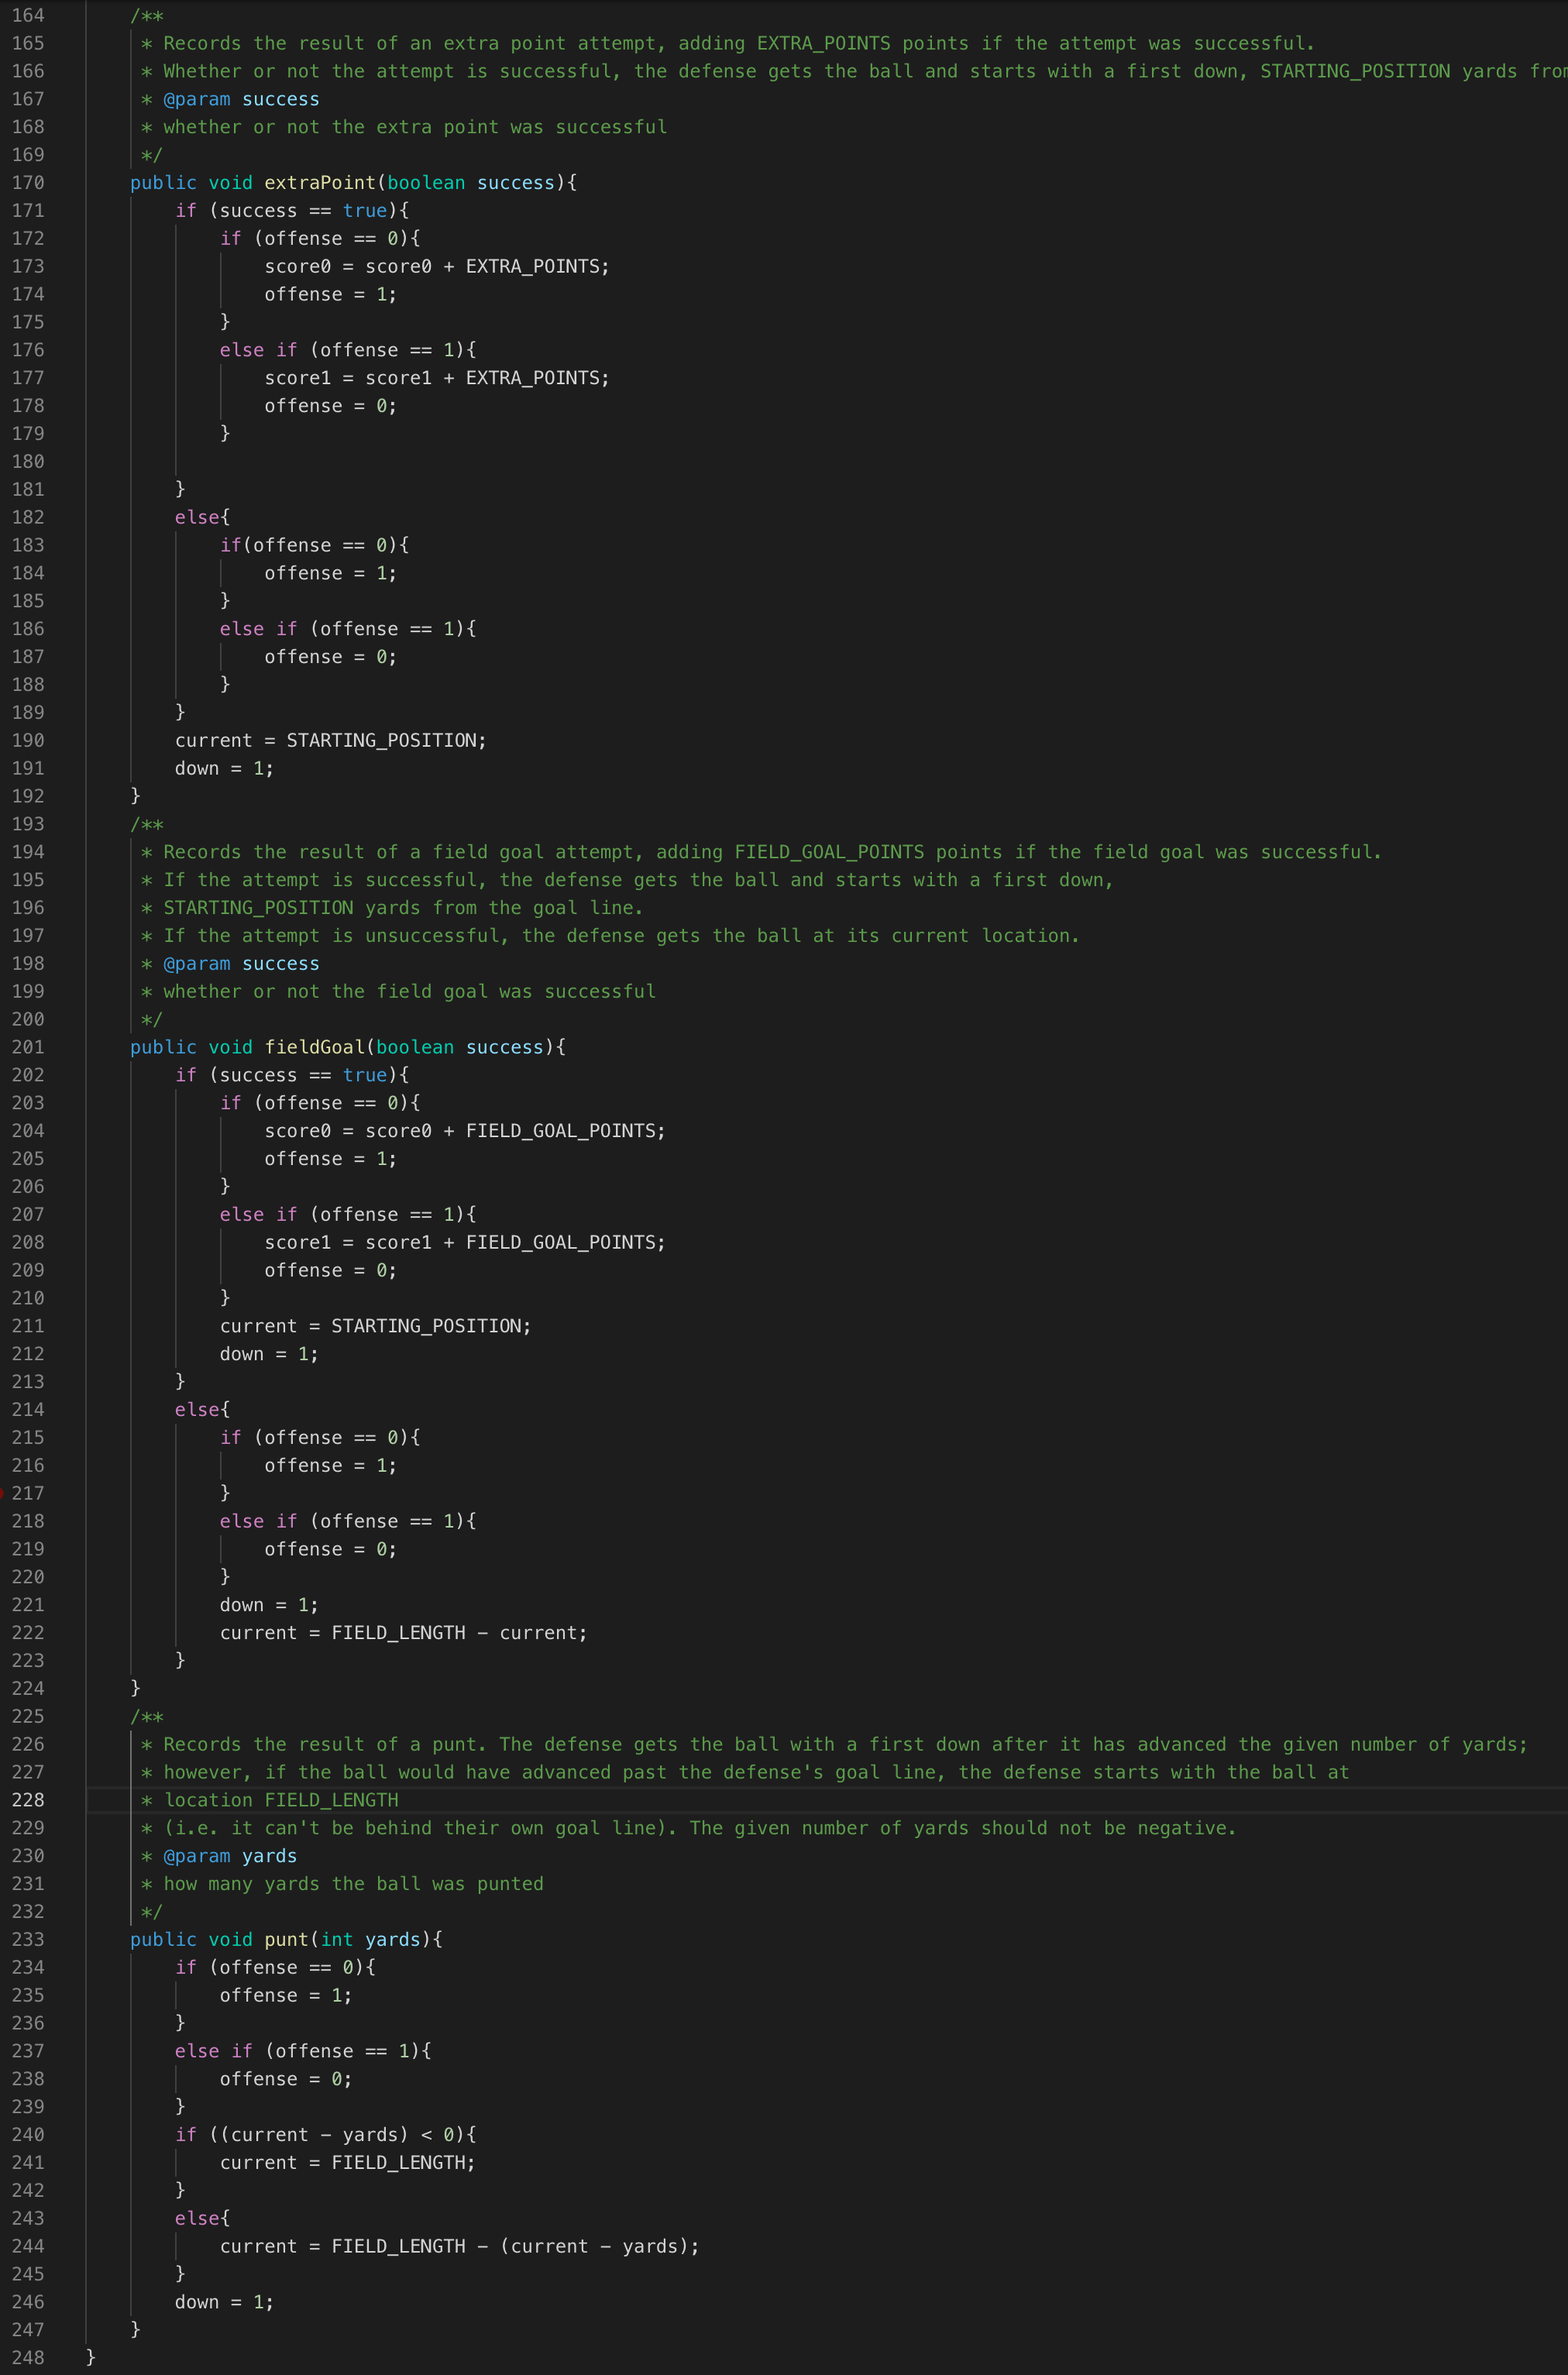 164 /**
165 * Records the result of an extra point attempt, adding EXTRA_POINTS points if the attempt was successful.
166 * Whether or not the attempt is successful, the defense gets the ball and starts with a first down, STARTING_POSITION yards from
167 * @param success
168 * whether or not the extra point was successful
169 */
170 public void extraPoint(boolean success){
171 if (success == true){
172 if (offense == 0){
173 score0 = score0 + EXTRA_POINTS;
174 offense = 1;
175 }
176 else if (offense == 1){
177 score1 = score1 + EXTRA_POINTS;
178 offense = 0;
179 }
180
181 }
182 else{
183 if(offense == 0){
184 offense = 1;
185 }
186 else if (offense == 1){
187 offense = 0;
188 }
189 }
190 current = STARTING_POSITION;
191 down = 1;
192 }
193 /**
194 * Records the result of a field goal attempt, adding FIELD_GOAL_POINTS points if the field goal was successful.
195 * If the attempt is successful, the defense gets the ball and starts with a first down,
196 * STARTING_POSITION yards from the goal line.
197 * If the attempt is unsuccessful, the defense gets the ball at its current location.
198 * @param success
199 * whether or not the field goal was successful
200 */
201 public void fieldGoal(boolean success){
202 if (success == true){
203 if (offense == 0){
204 score0 = score0 + FIELD_GOAL_POINTS;
205 offense = 1;
206 }
207 else if (offense == 1){
208 score1 = score1 + FIELD_GOAL_POINTS;
209 offense = 0;
210 }
211 current = STARTING_POSITION;
212 down = 1;
213 }
214 else{
215 if (offense == 0){
216 offense = 1;
217 }
218 else if (offense == 1){
219 offense = 0;
220 }
221 down = 1;
222 current = FIELD_LENGTH - current;
223 }
224 }
225 /**
226 * Records the result of a punt. The defense gets the ball with a first down after it has advanced the given number of yards;
227 * however, if the ball would have advanced past the defense's goal line, the defense starts with the ball at
228 * location FIELD_LENGTH
229 * (i.e. it can't be behind their own goal line). The given number of yards should not be negative.
230 * @param yards
231 * how many yards the ball was punted
232 */
233 public void punt(int yards){
234 if (offense == 0){
235 offense = 1;
236 }
237 else if (offense == 1){
238 offense = 0;
239 }
240 if ((current - yards) < 0){
241 current = FIELD_LENGTH;
242 }
243 else{
244 current = FIELD_LENGTH - (current - yards);
245 }
246 down = 1;
247 }
248 }